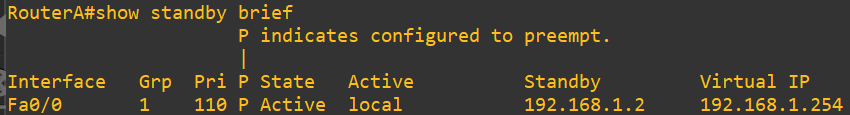 RouterA#show standby brief
P indicates configured to preempt.
|
Interface Grp Pri P State Active Standby Virtual IP
Fa0/0 1 110 P Active local 192.168.1.2 192.168.1.254